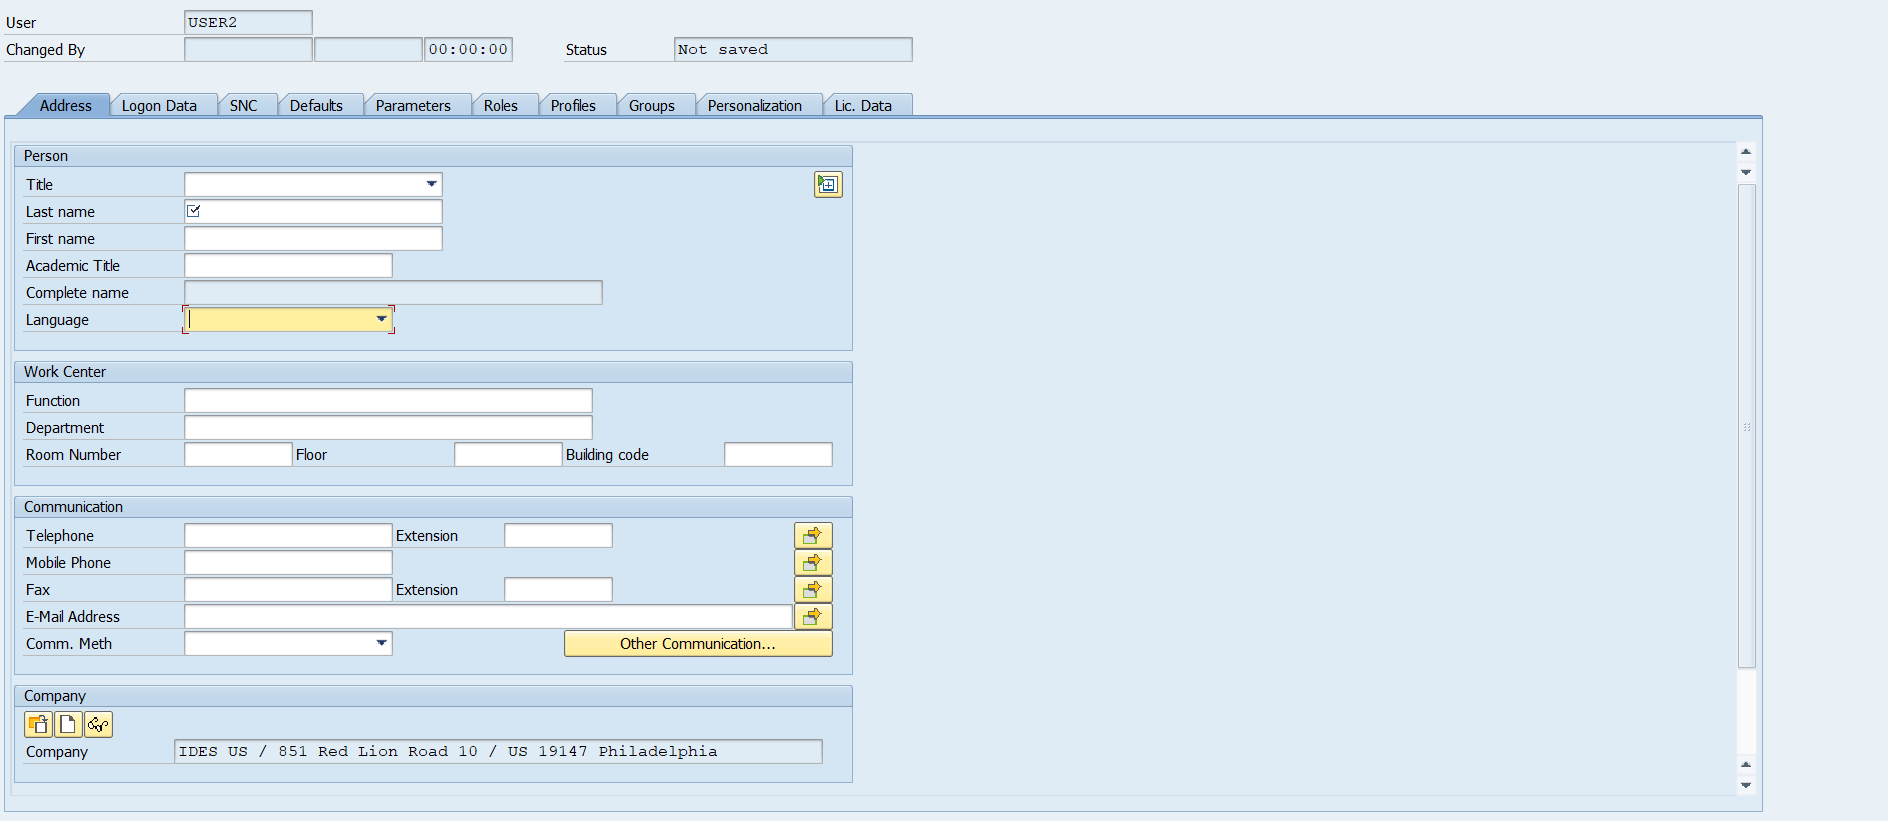 User USER2
Changed By 00:00:00 Status Not saved
Address Logon Data SNC Defaults Parameters Roles Profiles Groups Personalization Lic. Data
Person
Title
Last name
First name
Academic Title
Complete name
Language
Work Center
Function
Department
Room Number Floor Building code
Communication
Telephone Extension
Mobile Phone
Fax Extension
E-Mail Address
Comm. Meth Other Communication...
Company
Company IDES US / 851 Red Lion Road 10 / US 19147 Philadelphia